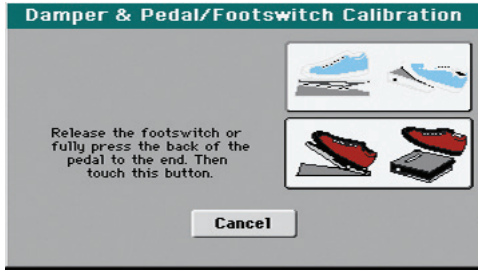 Damper & Pedal/Footswitch Calibration
Release the footswitch or
fully press the back of the
pedal to the end. Then
touch this button.
Cancel